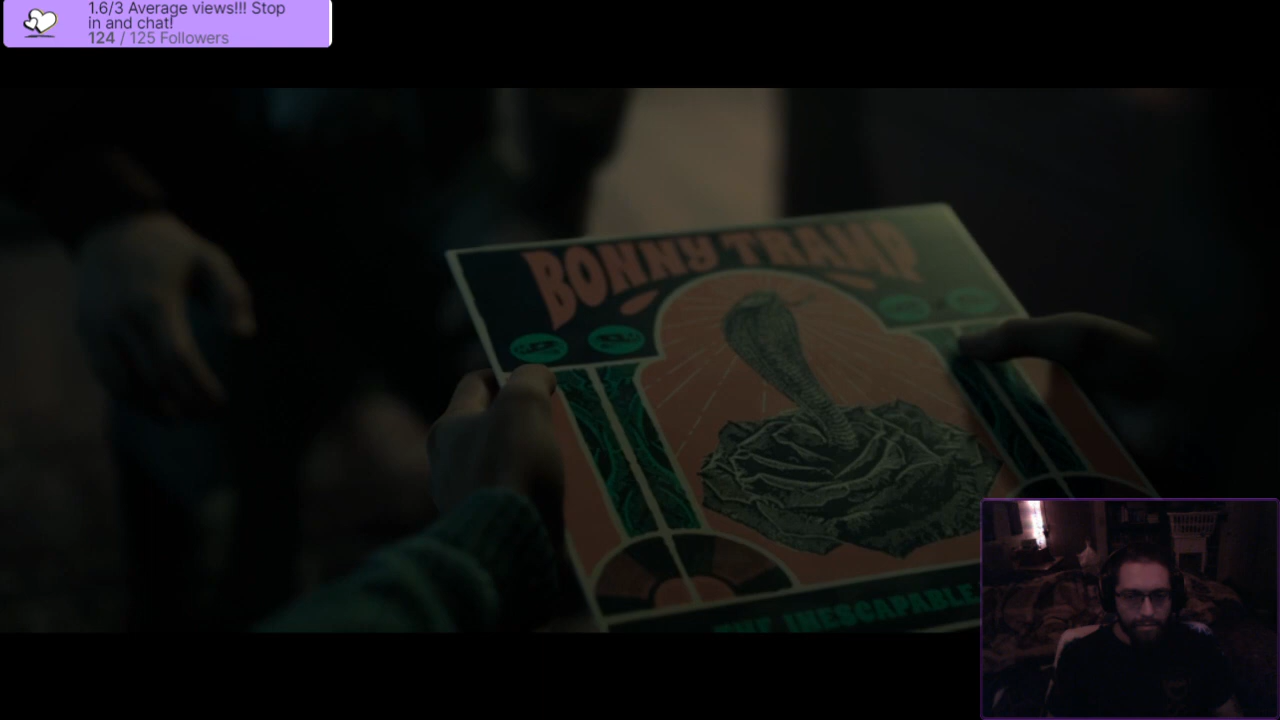 1.6/3 Average views!!! Stop
in and chat!
124 / 125 Followers
BONNY TRAMP
THE INESCAPABLE